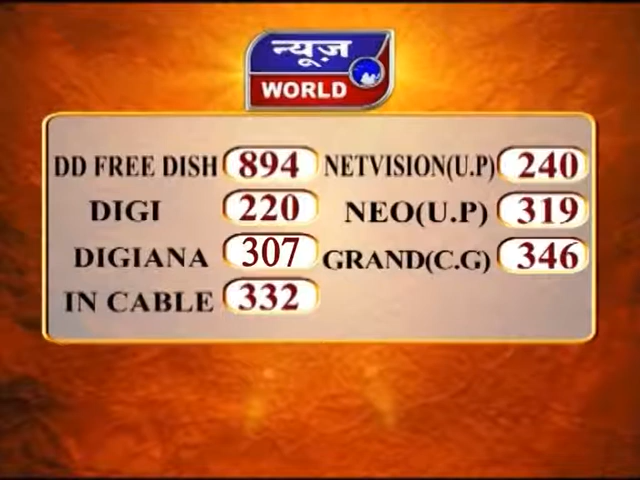 न्यूज़
WORLD
DD FREE DISH 894 NETVISION(U.P) 240
DIGI 220 NEO(U.P) 319
DIGIANA 307 GRAND(C.G) 346
IN CABLE 332